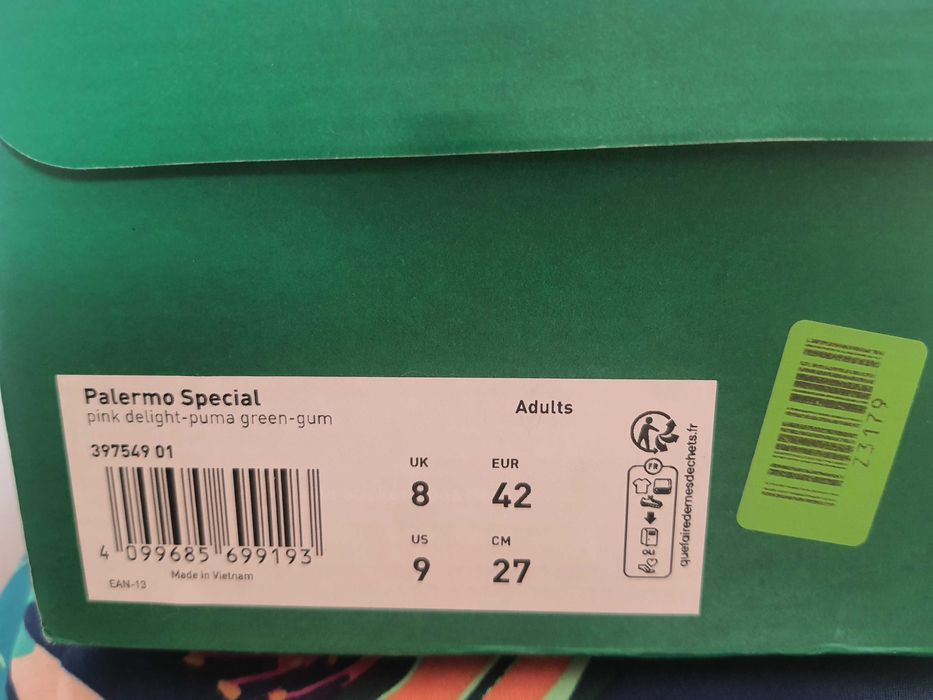 Palermo Special
pink delight-puma green-gum
Adults
397549 01
4 099685 699193
EAN-13
Made in Vietnam
UK
8
EUR
42
US
9
CM
27
FR
quefairedemesdechets.fr
23179